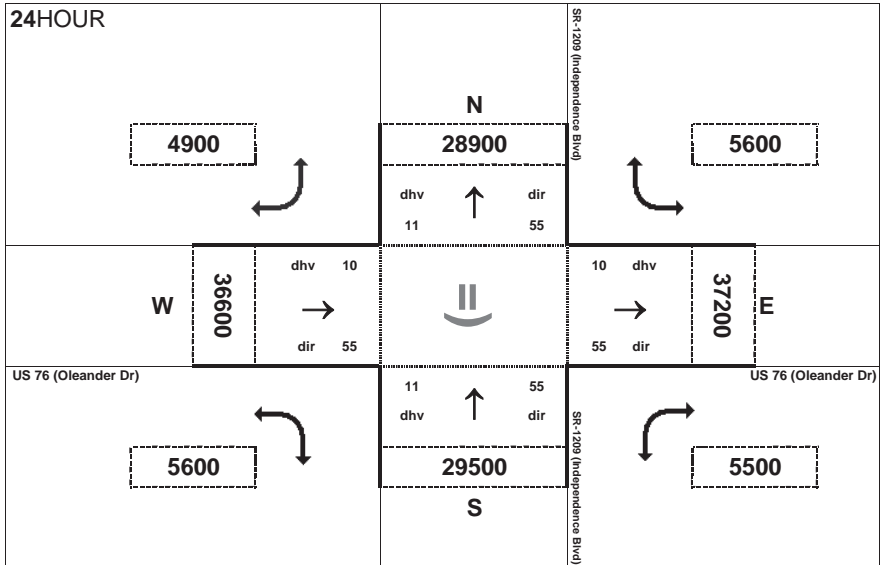 24HOUR
SR-1209 (Independence Blvd)
N
4900
28900
5600
dhv
dir
11
55
dhv 10
10 dhv
W
36600
37200
E
dir 55
55 dir
US 76 (Oleander Dr)
US 76 (Oleander Dr)
11
55
dhv
dir
SR-1209 (Independence Blvd)
5600
29500
5500
S